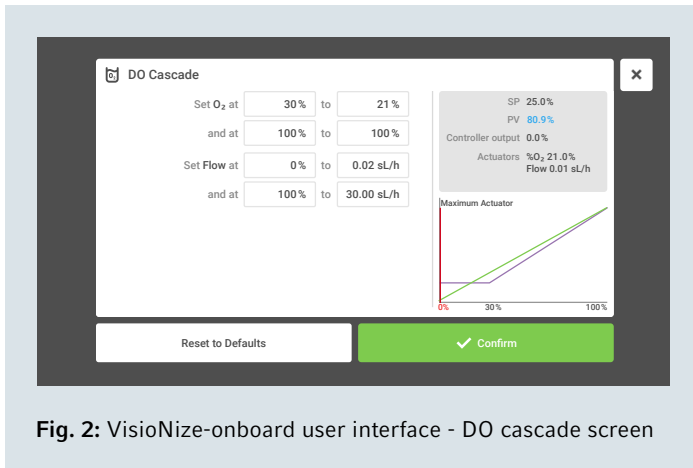 DO Cascade
Set O₂ at 30% to 21%
and at 100% to 100%
Set Flow at 0% to 0.02 sL/h
and at 100% to 30.00 sL/h
SP 25.0%
PV 80.9%
Controller output 0.0%
Actuators %O₂ 21.0%
Flow 0.01 sL/h
Maximum Actuator
0% 30% 100%
Reset to Defaults
Confirm
Fig. 2: VisioNize-onboard user interface - DO cascade screen